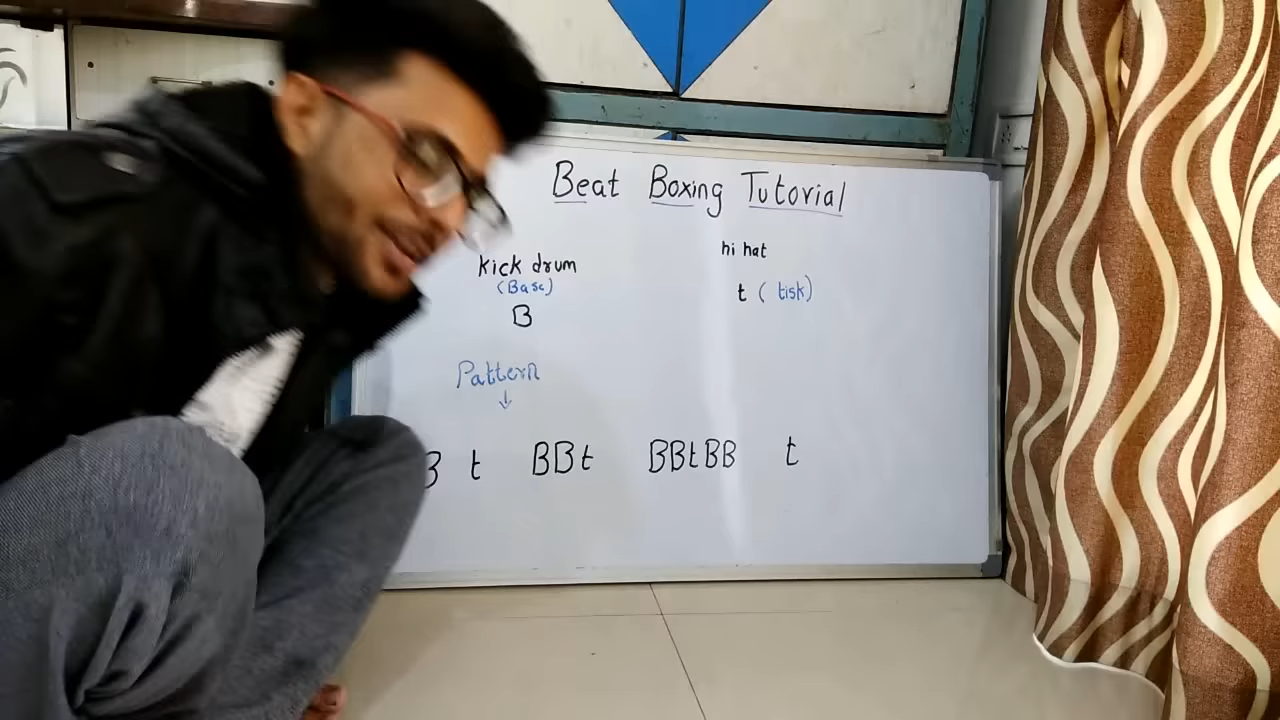 Beat Boxing Tutorial
kick drum
(Base)
B
hi hat
t ( tisk)
Pattern
↓
B t BBt BBtBB t